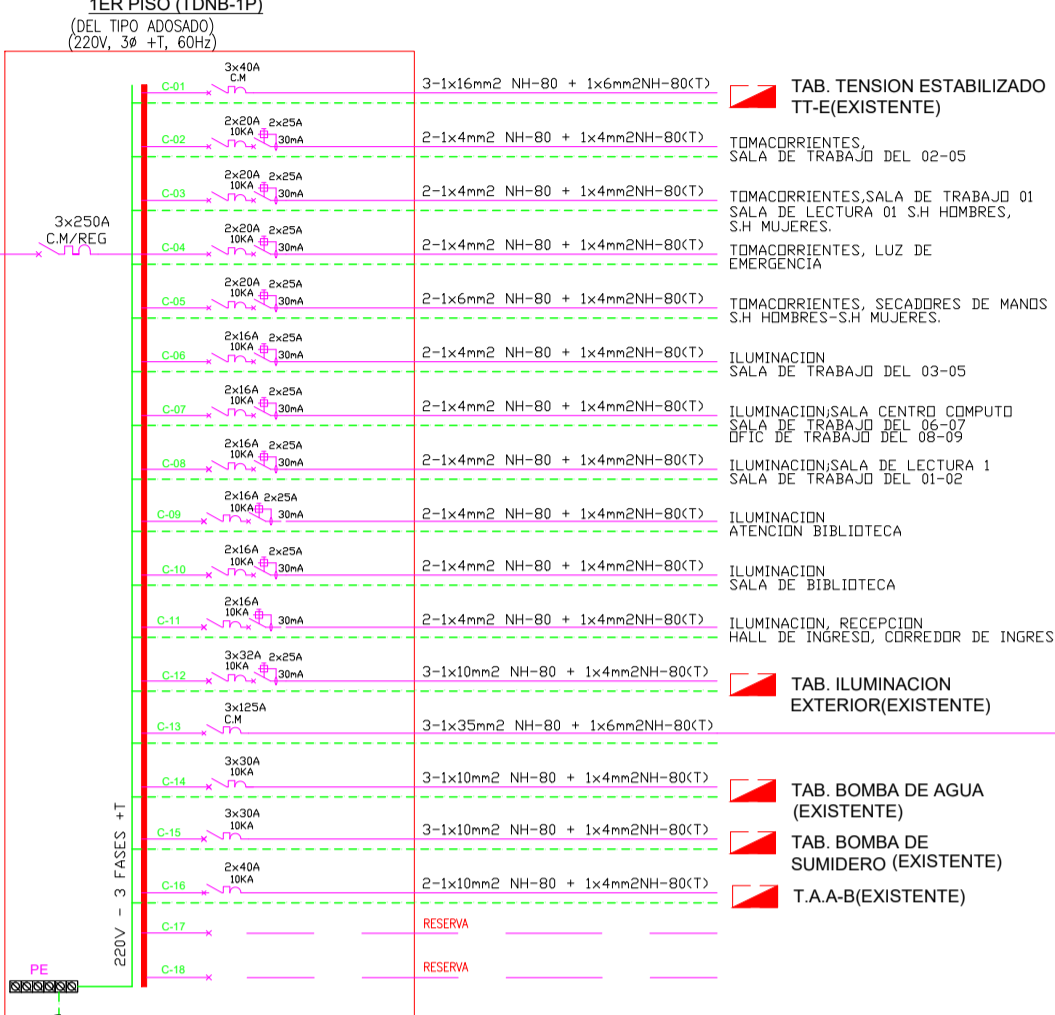 1ER PISO (TDNB-1P)
(DEL TIPO ADOSADO)
(220V, 3Ø +T, 60Hz)
3x250A
C.M/REG
220V - 3 FASES +T
PE
C-01
3x40A
C.M
3-1x16mm2 NH-80 + 1x6mm2NH-80(T)
TAB. TENSION ESTABILIZADO
TT-E(EXISTENTE)
C-02
2x20A 2x25A
10KA 30mA
2-1x4mm2 NH-80 + 1x4mm2NH-80(T)
TOMACORRIENTES,
SALA DE TRABAJO DEL 02-05
C-03
2x20A 2x25A
10KA 30mA
2-1x4mm2 NH-80 + 1x4mm2NH-80(T)
TOMACORRIENTES,SALA DE TRABAJO 01
SALA DE LECTURA 01 S.H HOMBRES,
S.H MUJERES.
C-04
2x20A 2x25A
10KA 30mA
2-1x4mm2 NH-80 + 1x4mm2NH-80(T)
TOMACORRIENTES, LUZ DE
EMERGENCIA
C-05
2x20A 2x25A
10KA 30mA
2-1x6mm2 NH-80 + 1x4mm2NH-80(T)
TOMACORRIENTES, SECADORES DE MANOS
S.H HOMBRES-S.H MUJERES.
C-06
2x16A 2x25A
10KA 30mA
2-1x4mm2 NH-80 + 1x4mm2NH-80(T)
ILUMINACION
SALA DE TRABAJO DEL 03-05
C-07
2x16A 2x25A
10KA 30mA
2-1x4mm2 NH-80 + 1x4mm2NH-80(T)
ILUMINACION;SALA CENTRO COMPUTO
SALA DE TRABAJO DEL 06-07
OFIC DE TRABAJO DEL 08-09
C-08
2x16A 2x25A
10KA 30mA
2-1x4mm2 NH-80 + 1x4mm2NH-80(T)
ILUMINACION;SALA DE LECTURA 1
SALA DE TRABAJO DEL 01-02
C-09
2x16A 2x25A
10KA 30mA
2-1x4mm2 NH-80 + 1x4mm2NH-80(T)
ILUMINACION
ATENCION BIBLIOTECA
C-10
2x16A 2x25A
10KA 30mA
2-1x4mm2 NH-80 + 1x4mm2NH-80(T)
ILUMINACION
SALA DE BIBLIOTECA
C-11
2x16A
10KA 30mA
2-1x4mm2 NH-80 + 1x4mm2NH-80(T)
ILUMINACION, RECEPCION
HALL DE INGRESO, CORREDOR DE INGRES
C-12
3x32A 2x25A
10KA 30mA
3-1x10mm2 NH-80 + 1x4mm2NH-80(T)
TAB. ILUMINACION
EXTERIOR(EXISTENTE)
C-13
3x125A
C.M
3-1x35mm2 NH-80 + 1x6mm2NH-80(T)
C-14
3x30A
10KA
3-1x10mm2 NH-80 + 1x4mm2NH-80(T)
TAB. BOMBA DE AGUA
(EXISTENTE)
C-15
3x30A
10KA
3-1x10mm2 NH-80 + 1x4mm2NH-80(T)
TAB. BOMBA DE
SUMIDERO (EXISTENTE)
C-16
2x40A
10KA
2-1x10mm2 NH-80 + 1x4mm2NH-80(T)
T.A.A-B(EXISTENTE)
C-17
RESERVA
C-18
RESERVA